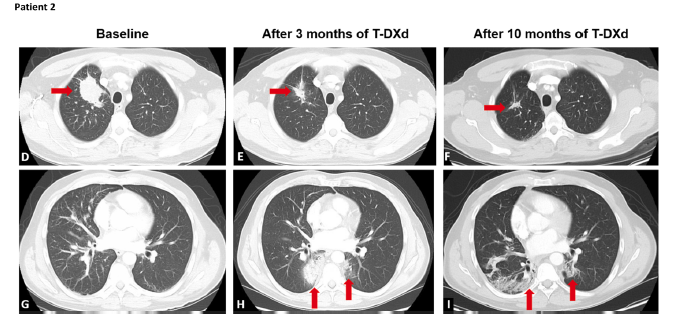 Patient 2
Baseline
After 3 months of T-DXd
After 10 months of T-DXd
D
E
F
G
H
I